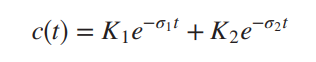 c(t) = K₁e^{-σ₁t} + K₂e^{-σ₂t}